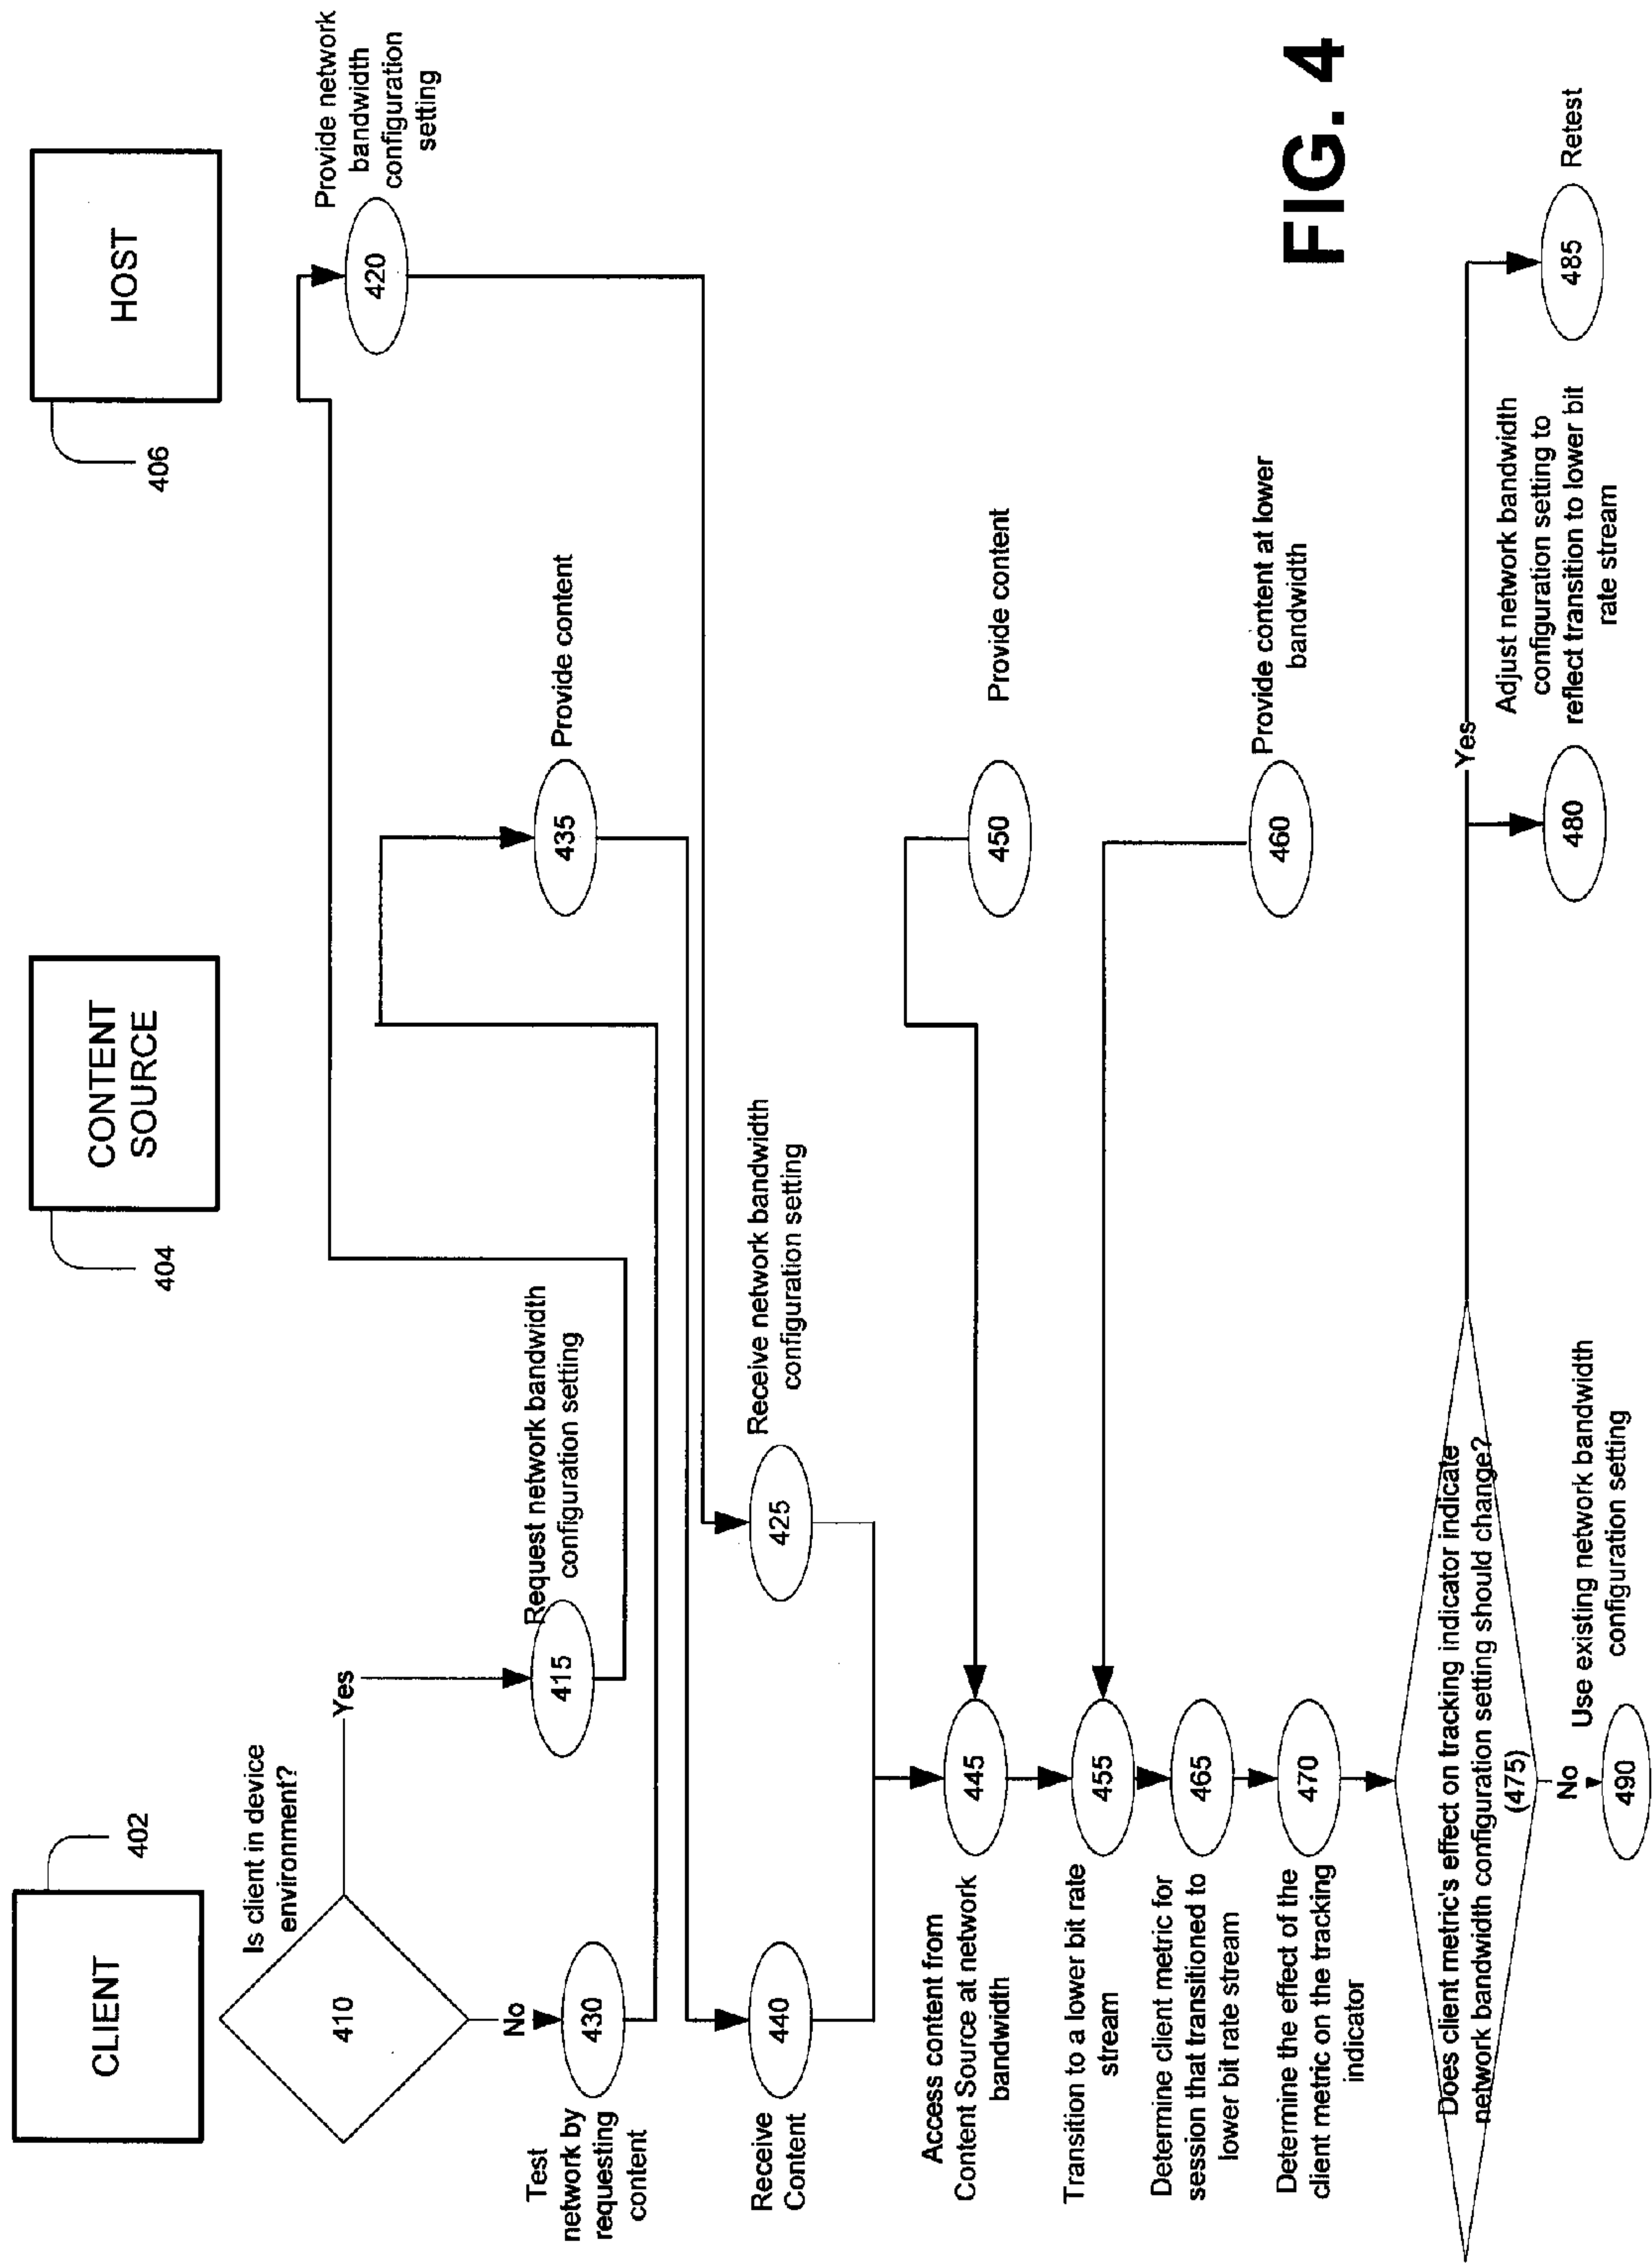 CLIENT
402
CONTENT
SOURCE
404
HOST
406
Is client in device
environment?
410
Yes
No
Provide network
bandwidth
configuration
setting
420
Request network bandwidth
configuration setting
415
Test
network by
requesting
content
430
435
Provide content
Receive
Content
440
425
Receive network bandwidth
configuration setting
Access content from
Content Source at network
bandwidth
445
450
Provide content
Transition to a lower bit rate
stream
455
Determine client metric for
session that transitioned to
lower bit rate stream
465
460
Provide content at lower
bandwidth
Determine the effect of the
client metric on the tracking
indicator
470
Does client metric's effect on tracking indicator indicate
network bandwidth configuration setting should change?
(475)
Yes
No
490
Use existing network bandwidth
configuration setting
480
Adjust network bandwidth
configuration setting to
reflect transition to lower bit
rate stream
485
Retest
FIG. 4